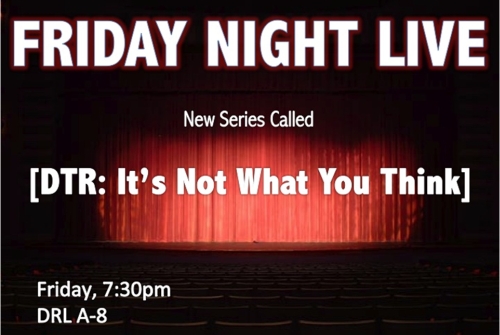 FRIDAY NIGHT LIVE
New Series Called
[DTR: It's Not What You Think]
Friday, 7:30pm
DRL A-8